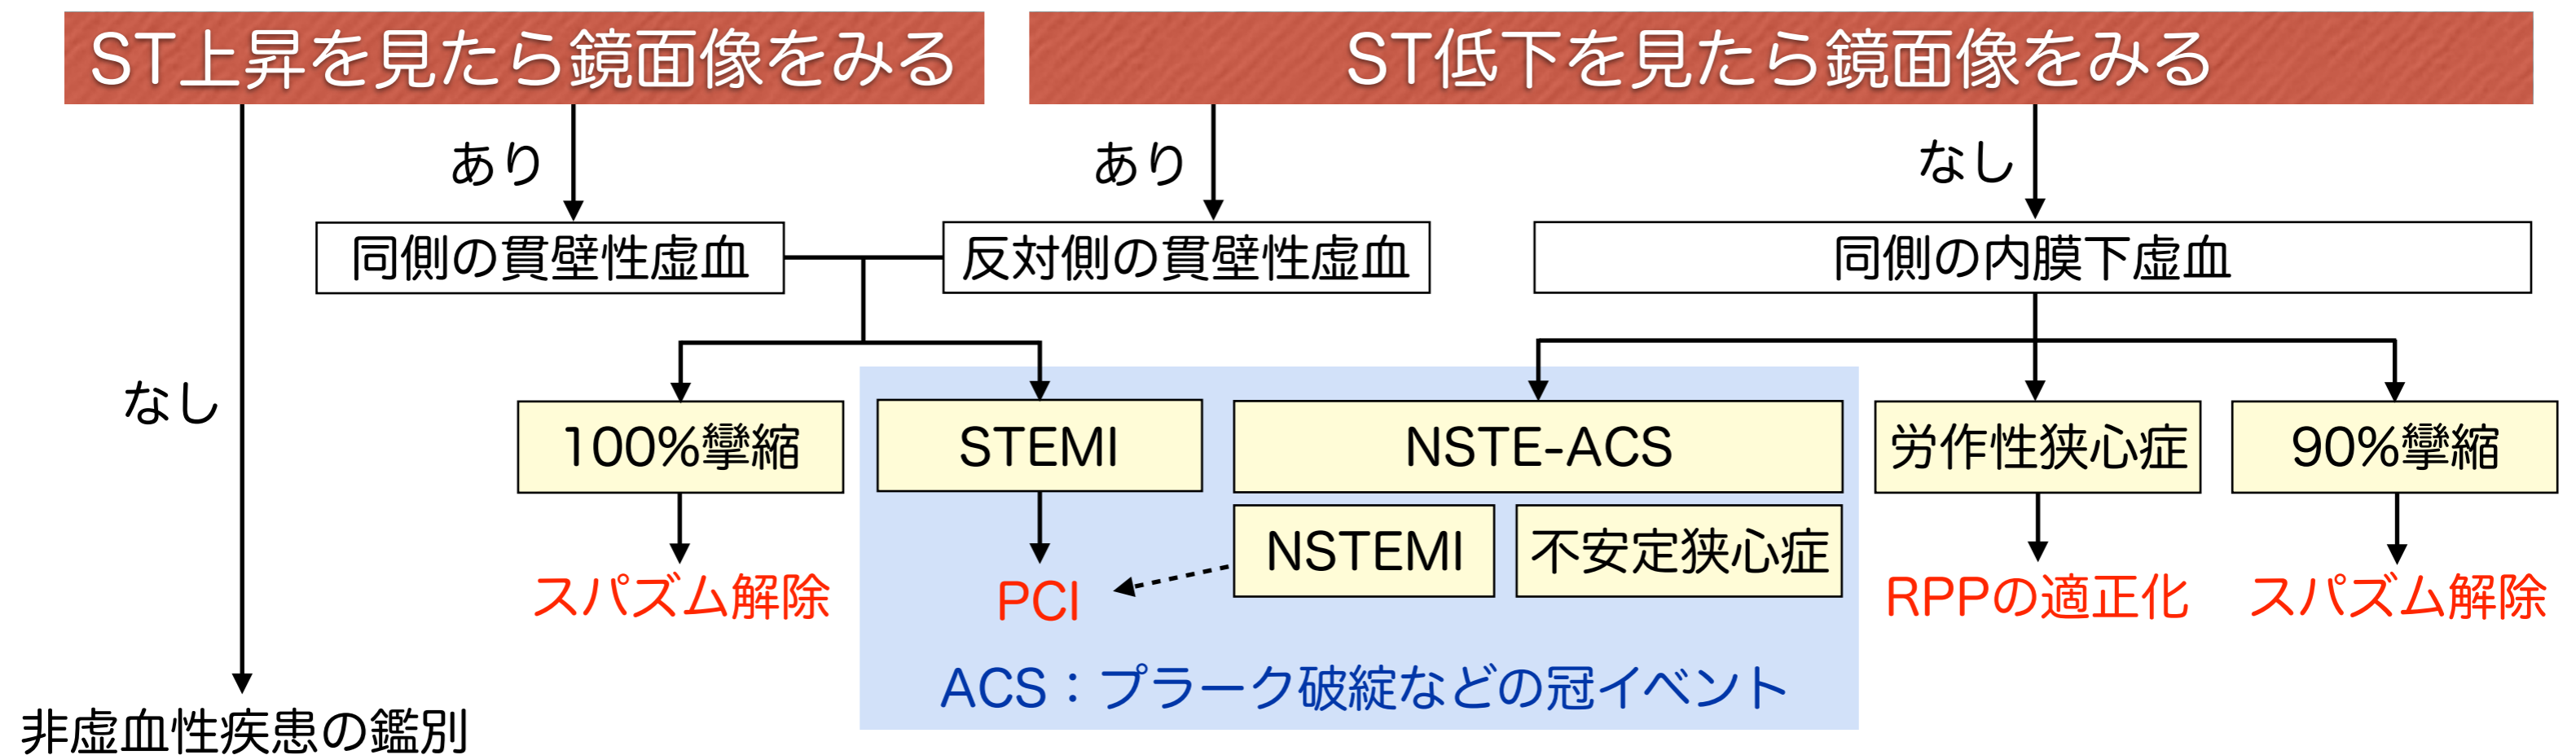 ST上昇を見たら鏡面像をみる
ST低下を見たら鏡面像をみる
あり
あり
なし
同側の貫壁性虚血
反対側の貫壁性虚血
同側の内膜下虚血
なし
100%攣縮
STEMI
NSTE-ACS
労作性狭心症
90%攣縮
NSTEMI
不安定狭心症
スパズム解除
PCI
RPPの適正化
スパズム解除
ACS：プラーク破綻などの冠イベント
非虚血性疾患の鑑別